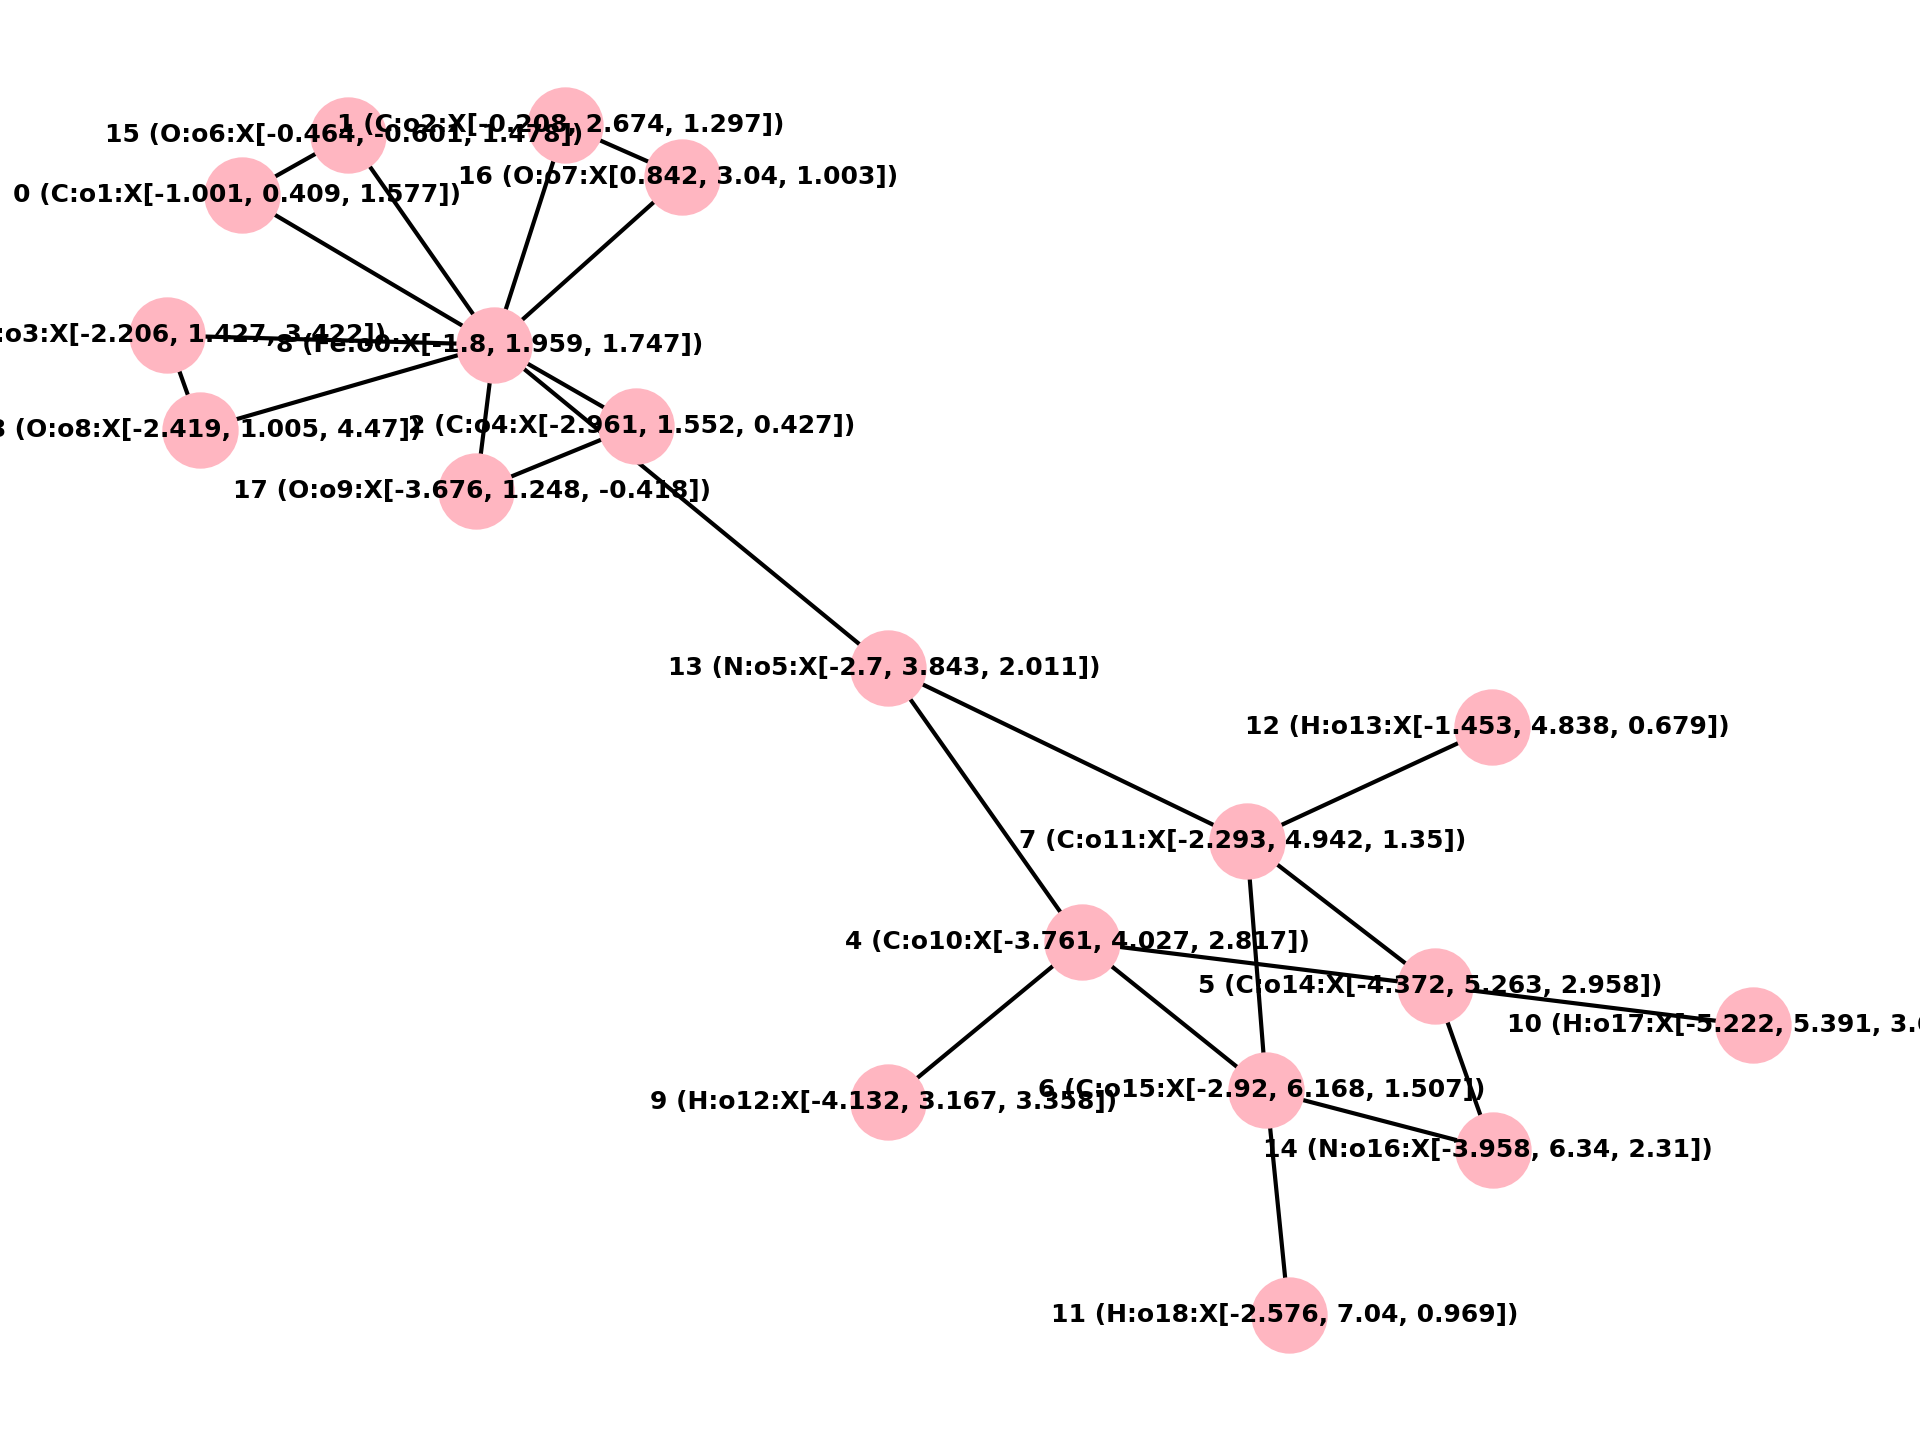 1 (C:o2:X[-0.208, 2.674, 1.297])
15 (O:o6:X[-0.464, -0.601, 1.478])
16 (O:o7:X[0.842, 3.04, 1.003])
0 (C:o1:X[-1.001, 0.409, 1.577])
:o3:X[-2.206, 1.427, 3.422])
8 (Fe:o0:X[-1.8, 1.959, 1.747])
2 (C:o4:X[-2.961, 1.552, 0.427])
(O:o8:X[-2.419, 1.005, 4.47])
17 (O:o9:X[-3.676, 1.248, -0.418])
13 (N:o5:X[-2.7, 3.843, 2.011])
12 (H:o13:X[-1.453, 4.838, 0.679])
7 (C:o11:X[-2.293, 4.942, 1.35])
4 (C:o10:X[-3.761, 4.027, 2.817])
5 (C:o14:X[-4.372, 5.263, 2.958])
10 (H:o17:X[-5.222, 5.391, 3.
6 (C:o15:X[-2.92, 6.168, 1.507])
9 (H:o12:X[-4.132, 3.167, 3.358])
14 (N:o16:X[-3.958, 6.34, 2.31])
11 (H:o18:X[-2.576, 7.04, 0.969])